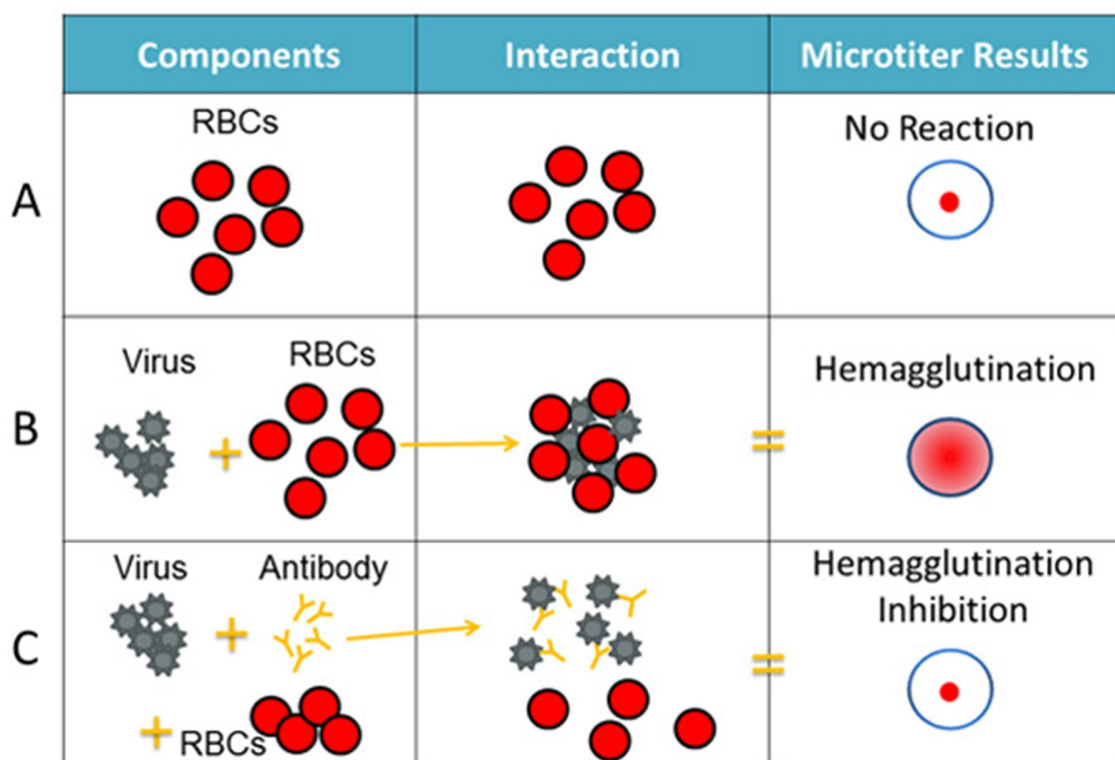 Components
Interaction
Microtiter Results
A
RBCs
No Reaction
B
Virus
+
RBCs
=
Hemagglutination
C
Virus
+
Antibody
+
RBCs
=
Hemagglutination
Inhibition